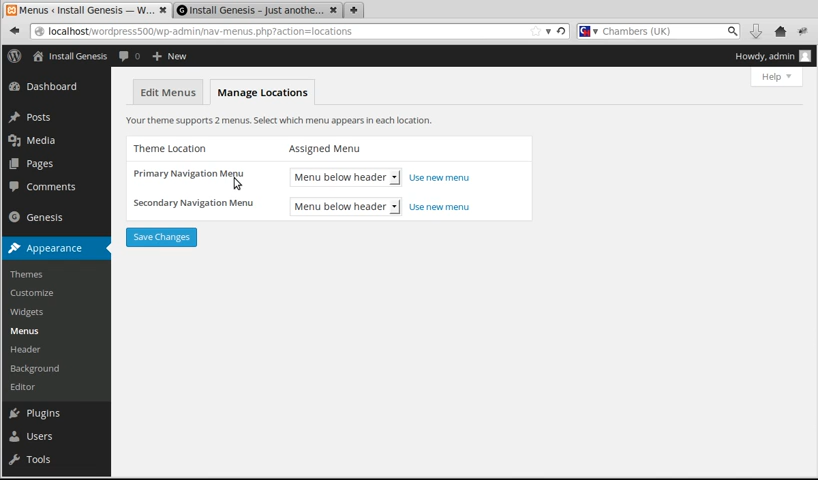 Menus ‹ Install Genesis — W...
Install Genesis – Just anothe...
localhost/wordpress500/wp-admin/nav-menus.php?action=locations
Chambers (UK)
Install Genesis
0
New
Howdy, admin
Help
Dashboard
Posts
Media
Pages
Comments
Genesis
Appearance
Themes
Customize
Widgets
Menus
Header
Background
Editor
Plugins
Users
Tools
Edit Menus
Manage Locations
Your theme supports 2 menus. Select which menu appears in each location.
Theme Location Assigned Menu
Primary Navigation Menu Menu below header Use new menu
Secondary Navigation Menu Menu below header Use new menu
Save Changes